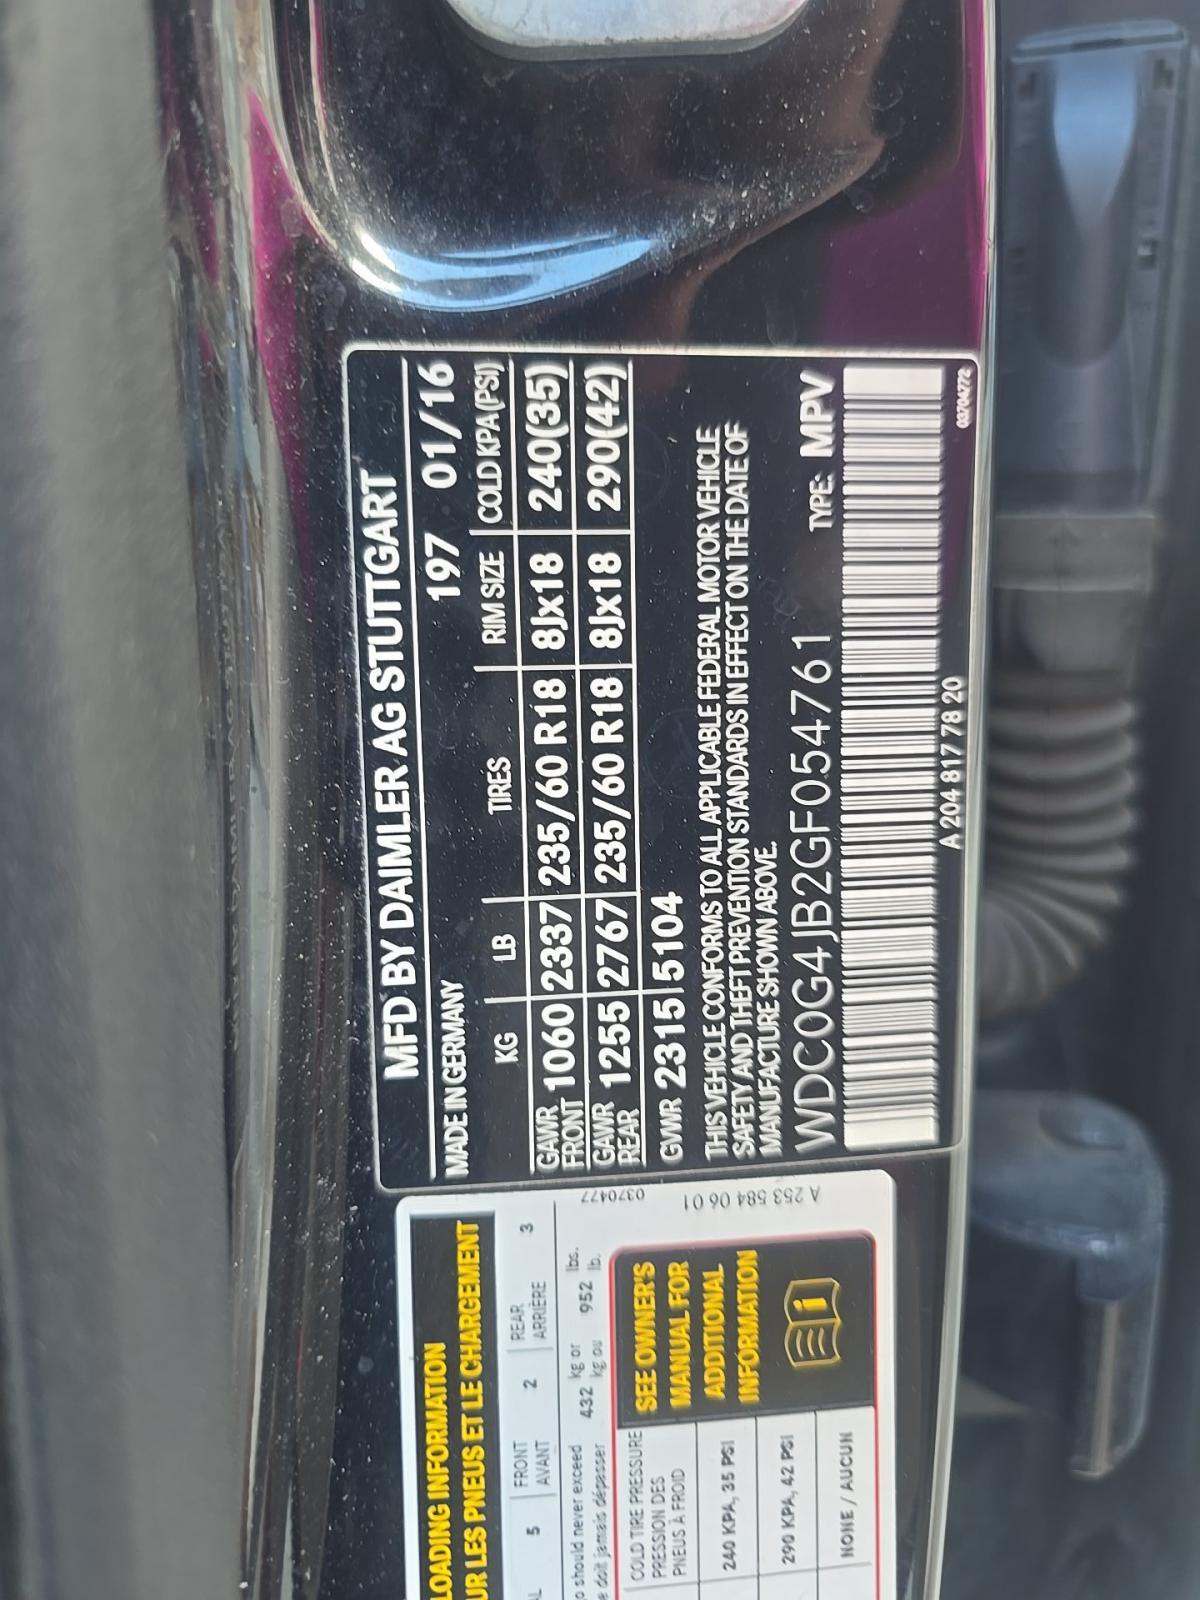 MFD BY DAIMLER AG STUTTGART
MADE IN GERMANY 197 01/16
KG LB TIRES RIM SIZE COLD KPA (PSI)
GAWR FRONT 1060 2337 235/60 R18 8Jx18 240(35)
GAWR REAR 1255 2767 235/60 R18 8Jx18 290(42)
GVWR 2315 5104
THIS VEHICLE CONFORMS TO ALL APPLICABLE FEDERAL MOTOR VEHICLE
SAFETY AND THEFT PREVENTION STANDARDS IN EFFECT ON THE DATE OF
MANUFACTURE SHOWN ABOVE.
WDC0G4JB2GF054761 TYPE: MPV
A 204 817 78 20
03704772
LOADING INFORMATION
UR LES PNEUS ET LE CHARGEMENT
5 FRONT 2 REAR 3
AVANT ARRIÈRE
should never exceed 432 kg or 952 lbs.
doit jamais dépasser kg ou lb.
COLD TIRE PRESSURE
PRESSION DES
PNEUS À FROID
240 KPA, 35 PSI
290 KPA, 42 PSI
NONE / AUCUN
SEE OWNER'S
MANUAL FOR
ADDITIONAL
INFORMATION
0370477
A 253 584 06 01